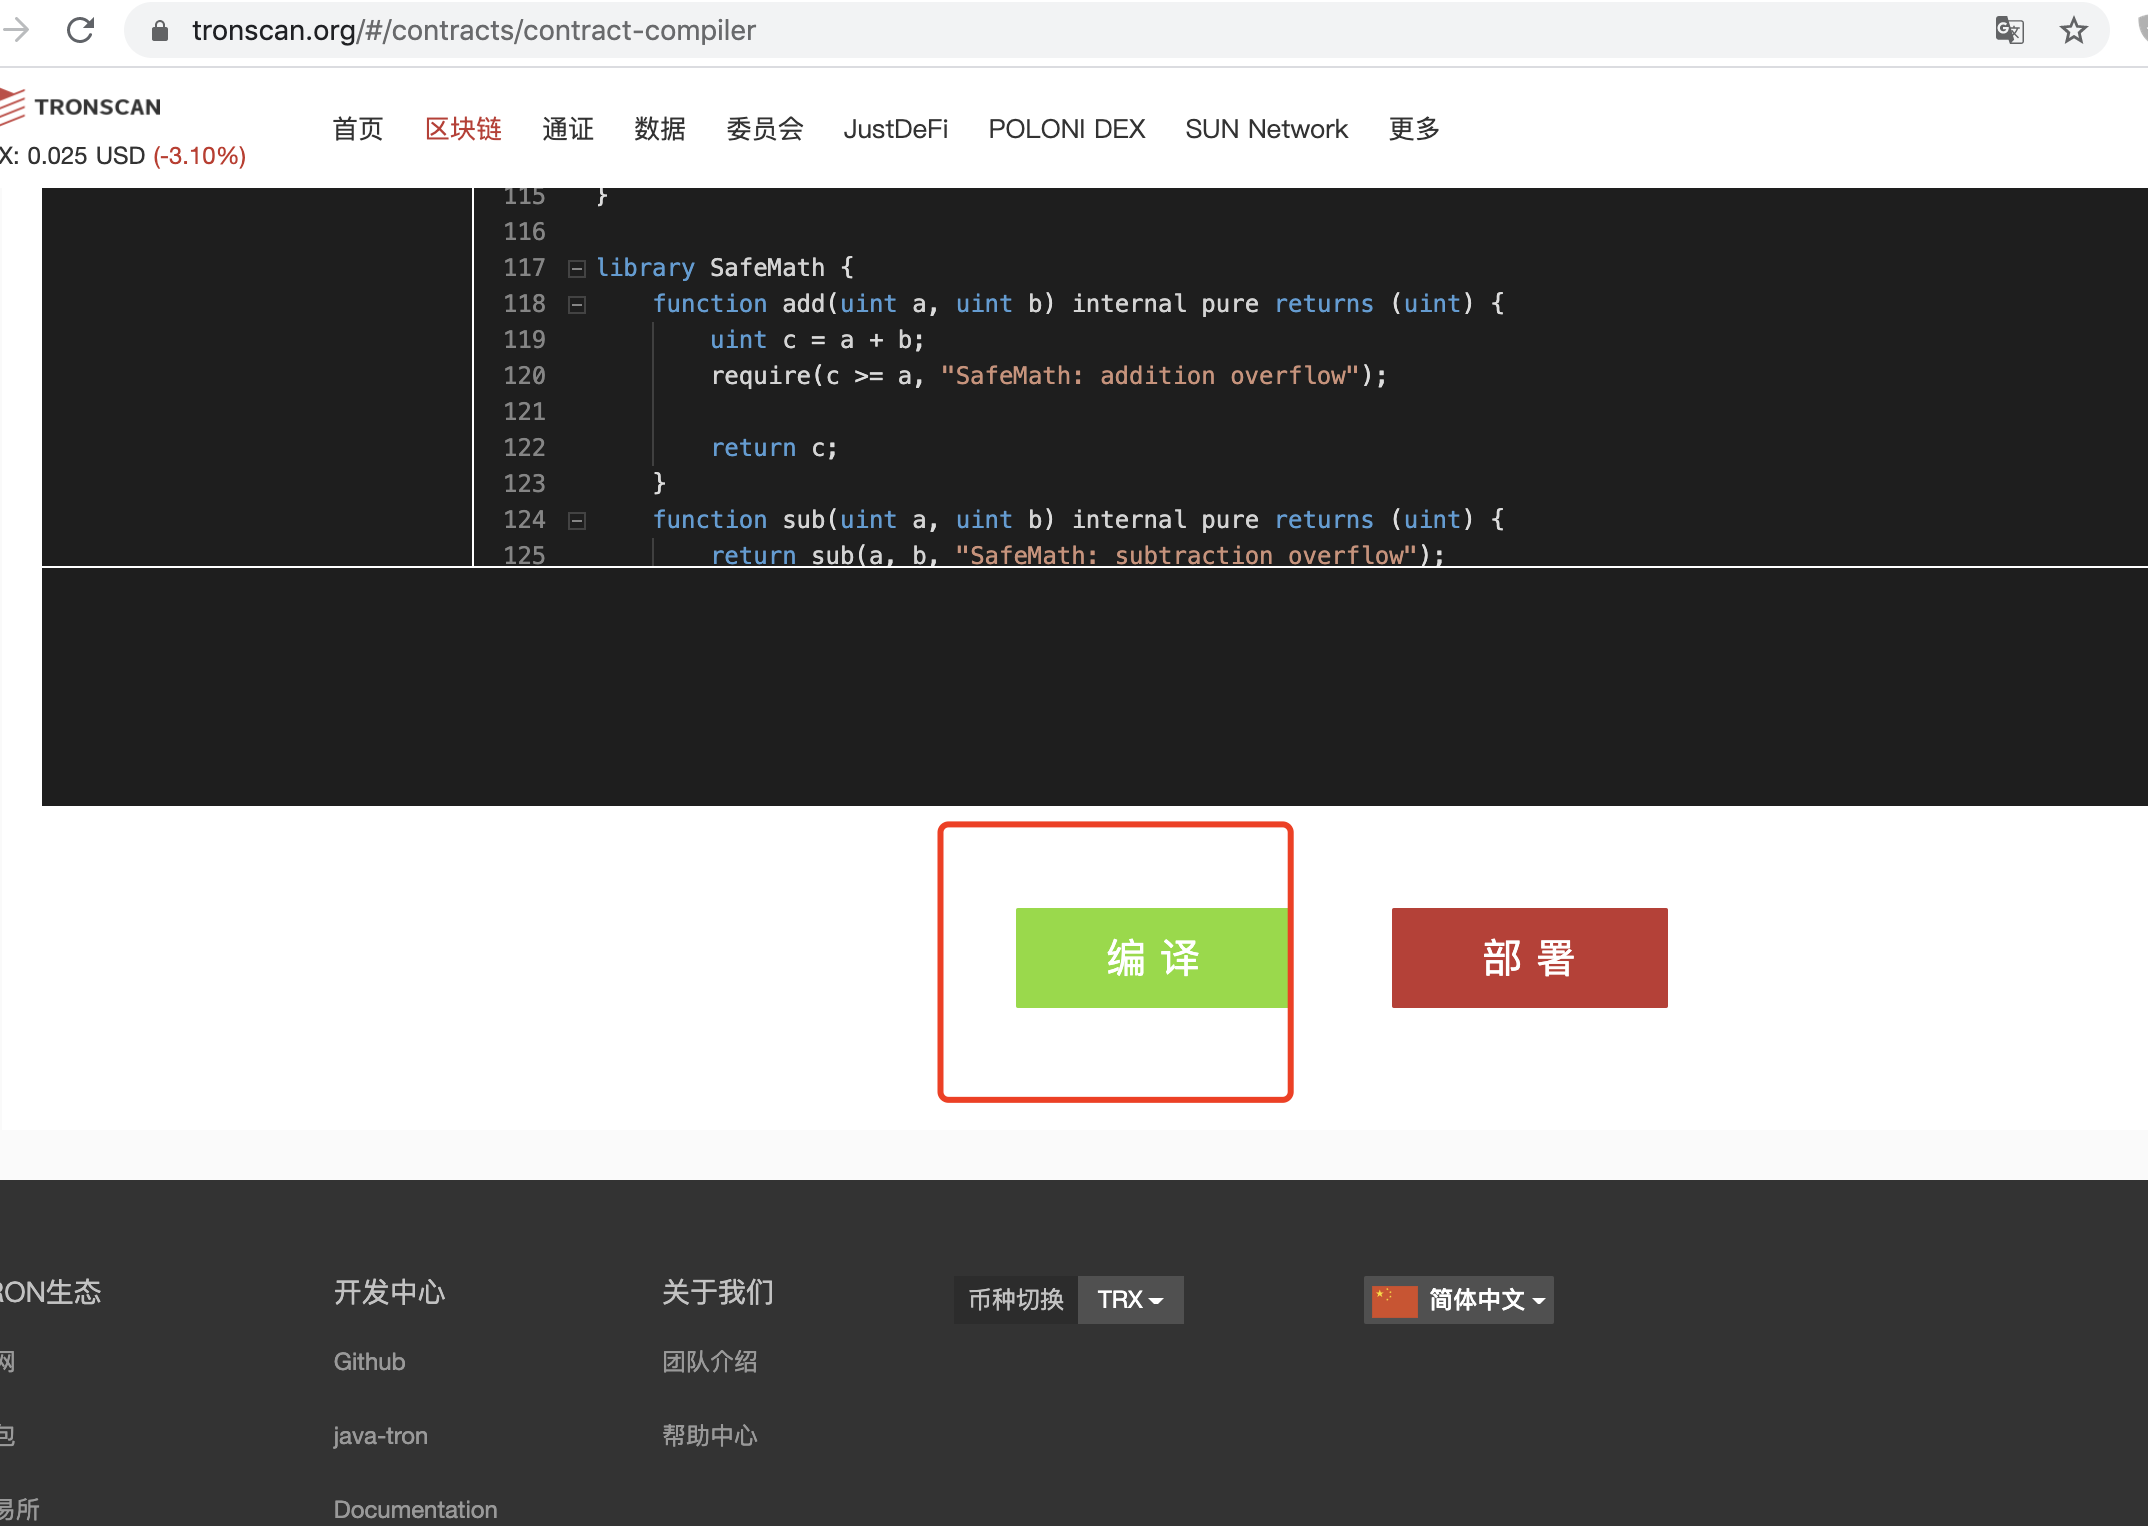 tronscan.org/#/contracts/contract-compiler
TRONSCAN
X: 0.025 USD (-3.10%)
首页 区块链 通证 数据 委员会 JustDeFi POLONI DEX SUN Network 更多
115 }
116
117 library SafeMath {
118 function add(uint a, uint b) internal pure returns (uint) {
119 uint c = a + b;
120 require(c >= a, "SafeMath: addition overflow");
121
122 return c;
123 }
124 function sub(uint a, uint b) internal pure returns (uint) {
125 return sub(a, b, "SafeMath: subtraction overflow");
编译 部署
RON生态 开发中心 关于我们 币种切换 TRX 简体中文
网 Github 团队介绍
包 java-tron 帮助中心
易所 Documentation